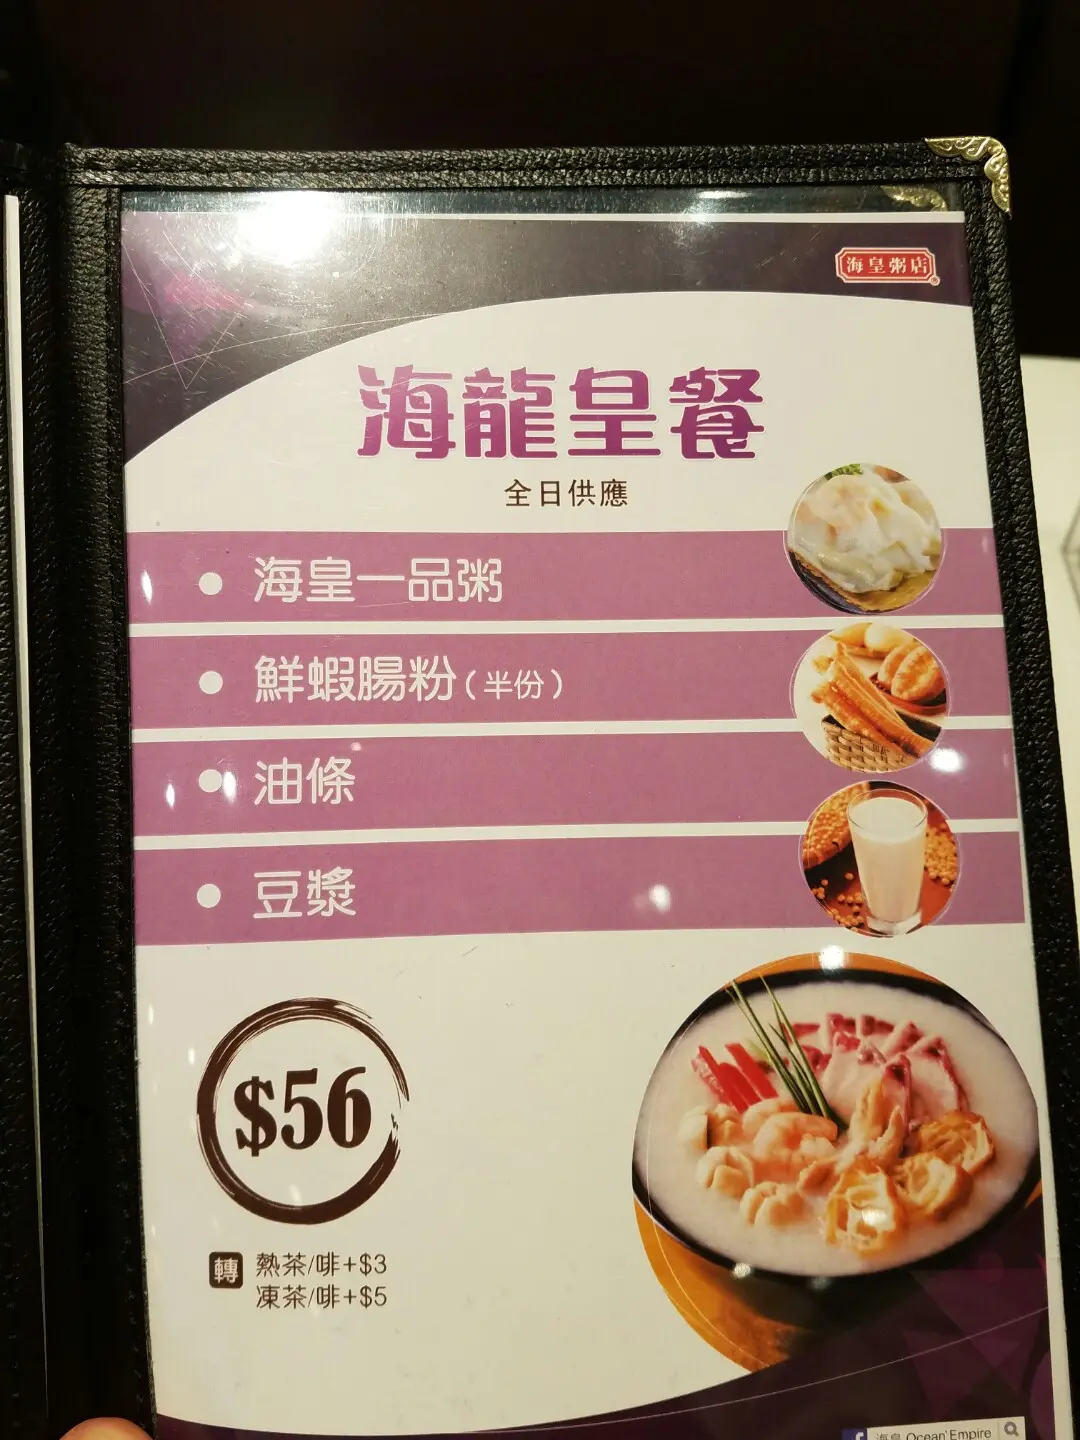 海皇粥店
海龍皇餐
全日供應
• 海皇一品粥
• 鮮蝦腸粉(半份)
• 油條
• 豆漿
$56
轉 熱茶/啡+$3
凍茶/啡+$5
海皇 Ocean Empire